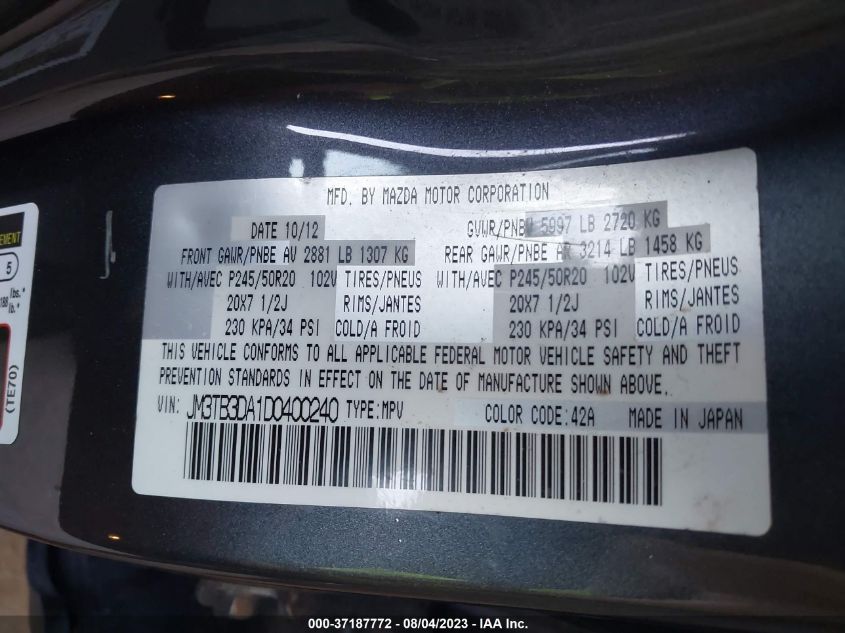 MFD. BY MAZDA MOTOR CORPORATION
DATE 10/12 GVWR/PNBV 5997 LB 2720 KG
FRONT GAWR/PNBE AV 2881 LB 1307 KG REAR GAWR/PNBE AR 3214 LB 1458 KG
WITH/AVEC P245/50R20 102V TIRES/PNEUS WITH/AVEC P245/50R20 102V TIRES/PNEUS
20X7 1/2J RIMS/JANTES 20X7 1/2J RIMS/JANTES
230 KPA/34 PSI COLD/A FROID 230 KPA/34 PSI COLD/A FROID
THIS VEHICLE CONFORMS TO ALL APPLICABLE FEDERAL MOTOR VEHICLE SAFETY AND THEFT
PREVENTION STANDARDS IN EFFECT ON THE DATE OF MANUFACTURE SHOWN ABOVE.
VIN: JM3TB3DA1D0400240 TYPE:MPV COLOR CODE:42A MADE IN JAPAN
5
lbs.*
lb.*
(TE70)
000-37187772 - 08/04/2023 - © IAA Inc.